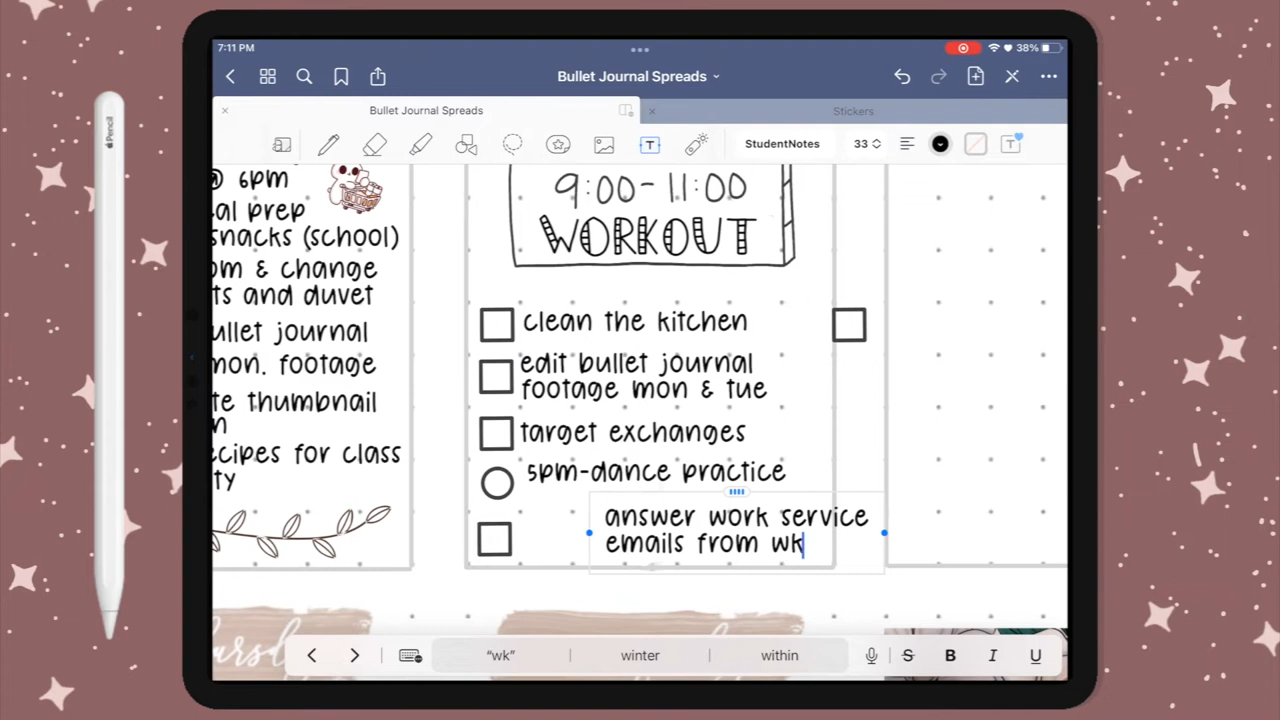 7:11 PM
38%
Bullet Journal Spreads
Bullet Journal Spreads
Stickers
StudentNotes
33
@ 6pm
al prep
snacks (school)
om & change
ts and duvet
ullet journal
mon. footage
te thumbnail
n
ecipes for class
ty
9:00-11:00
WORKOUT
clean the kitchen
edit bullet journal
footage mon & tue
target exchanges
5pm-dance practice
answer work service
emails from wk
ursd
"wk"
winter
within
S
B
I
U
Pencil